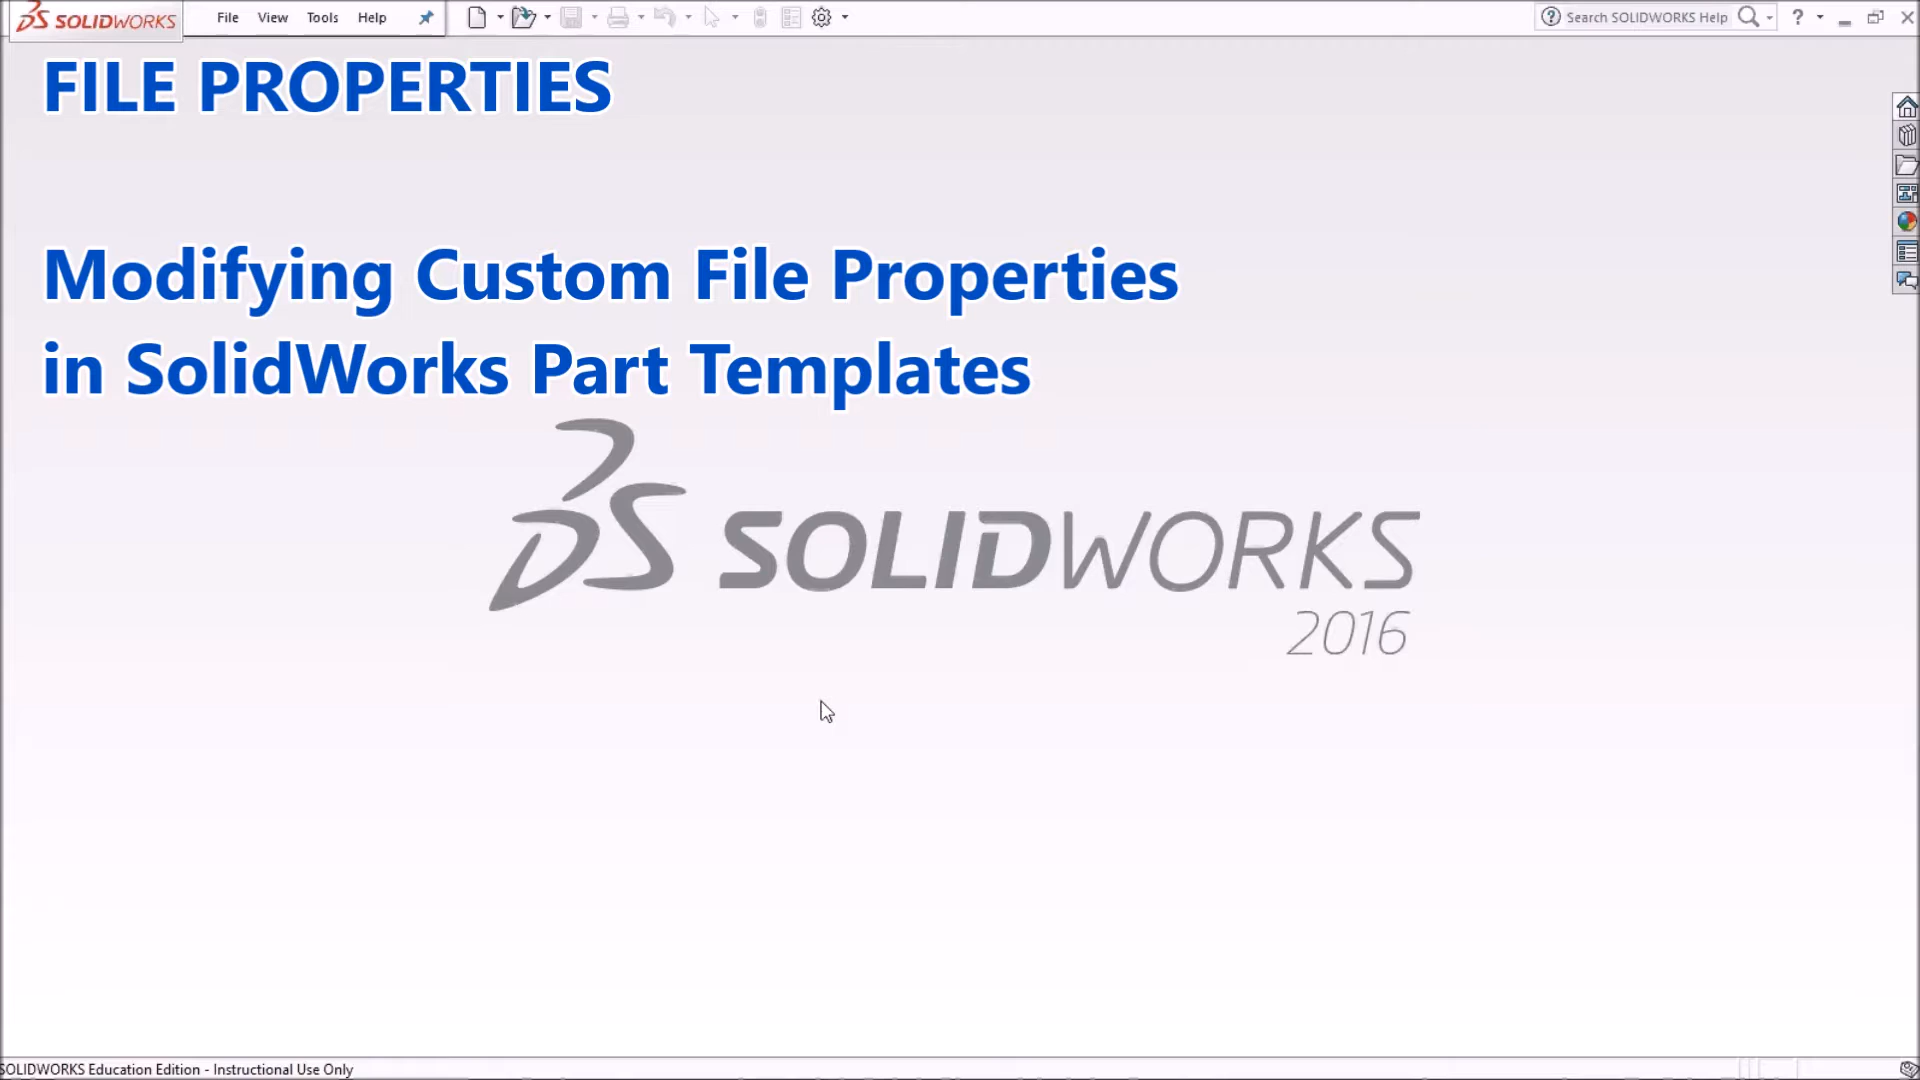 SOLIDWORKS File View Tools Help Search SOLIDWORKS Help ?
FILE PROPERTIES
Modifying Custom File Properties
in SolidWorks Part Templates
SOLIDWORKS
2016
SOLIDWORKS Education Edition - Instructional Use Only